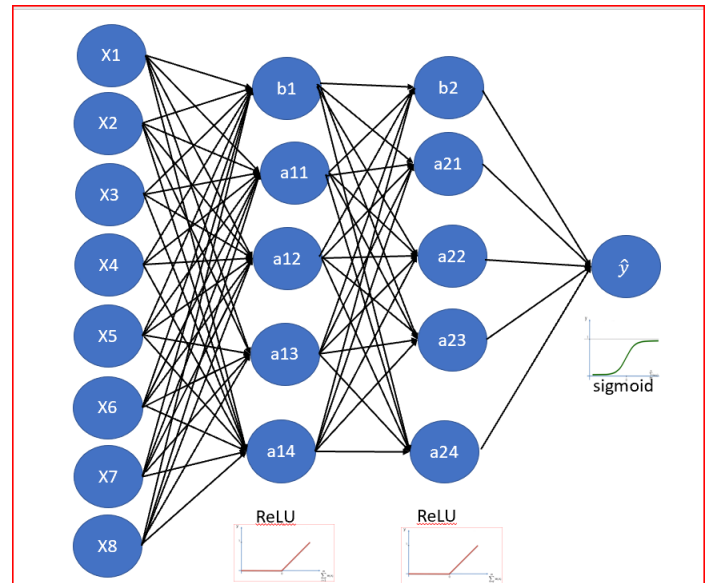 X1
X2
X3
X4
X5
X6
X7
X8
b1
a11
a12
a13
a14
ReLU
b2
a21
a22
a23
a24
ReLU
ŷ
sigmoid